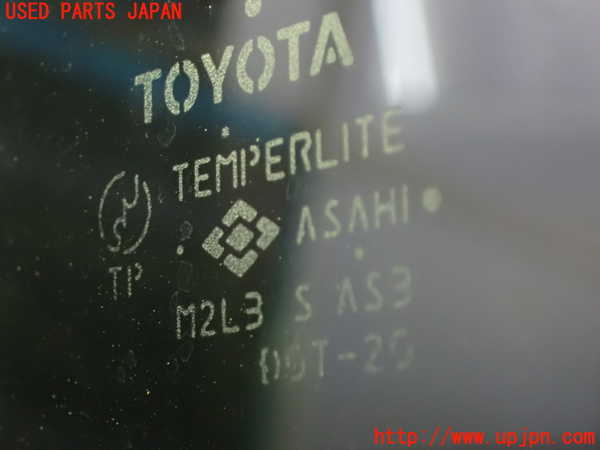 USED PARTS JAPAN
TOYOTA
TEMPERLITE
ASAHI
TP
M2L3 S AS3
http://www.upjpn.com/